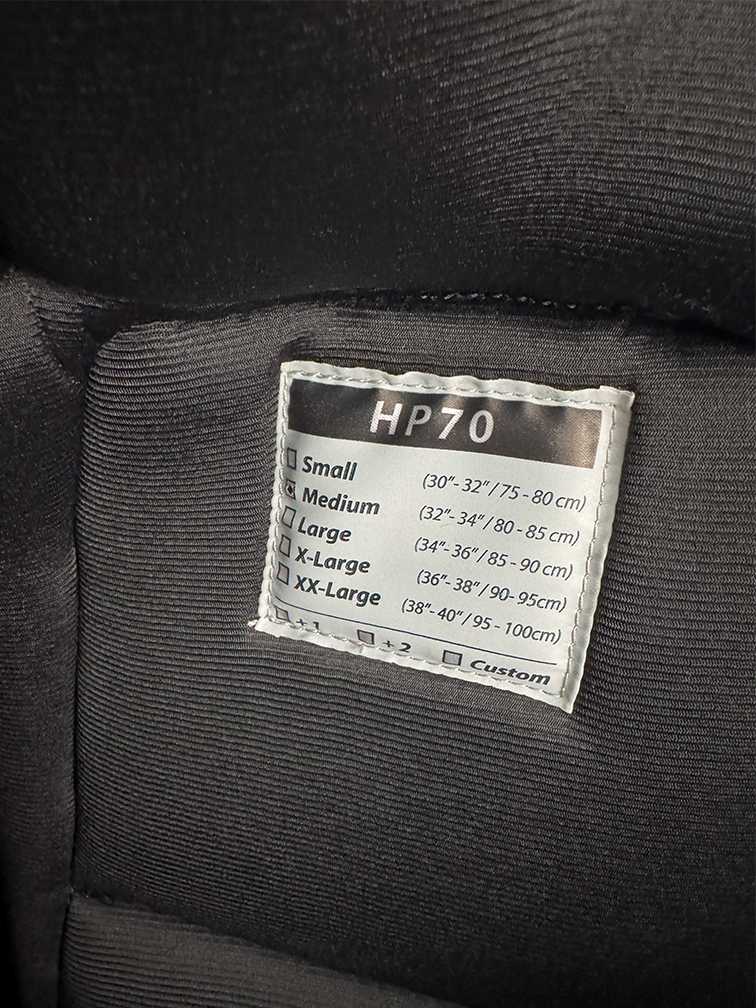 HP70
Small (30"- 32" / 75 - 80 cm)
Medium (32"- 34" / 80 - 85 cm)
Large (34"- 36" / 85 - 90 cm)
X-Large (36"- 38" / 90- 95cm)
XX-Large (38"- 40" / 95 - 100cm)
+1 +2 Custom